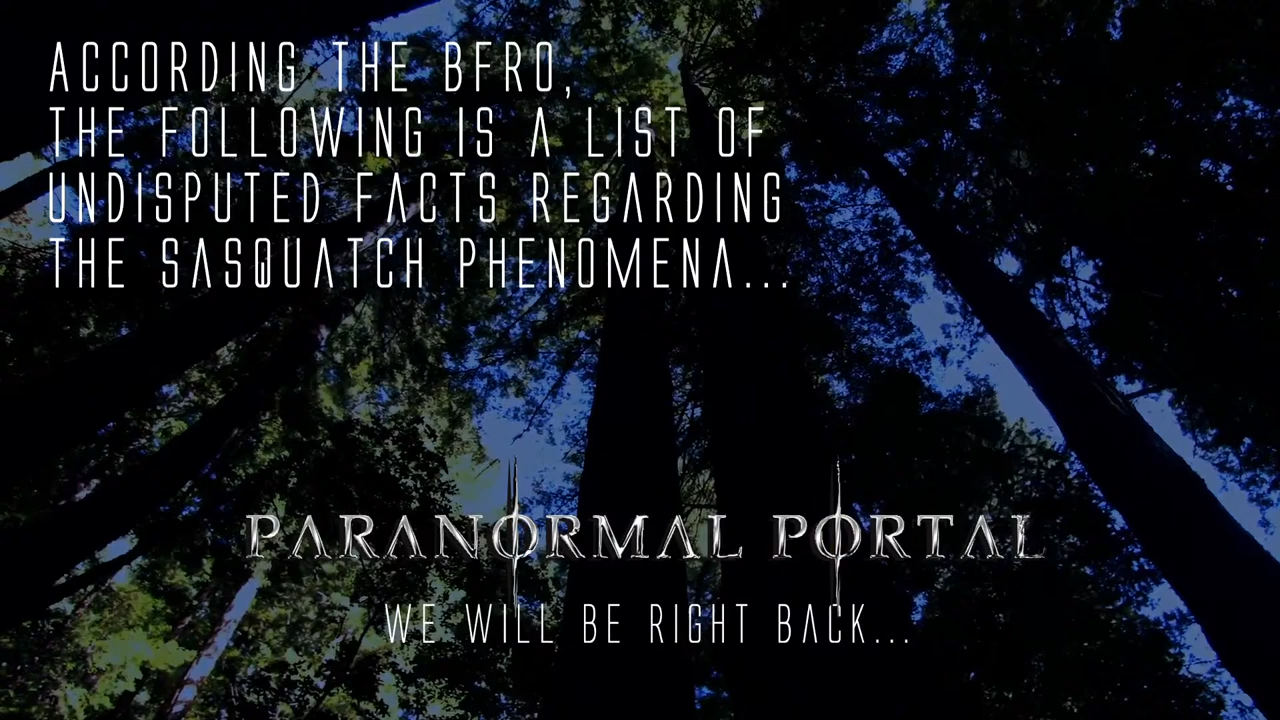 ACCORDING THE BFRO,
THE FOLLOWING IS A LIST OF
UNDISPUTED FACTS REGARDING
THE SASQUATCH PHENOMENA...
PARANORMAL PORTAL
WE WILL BE RIGHT BACK...